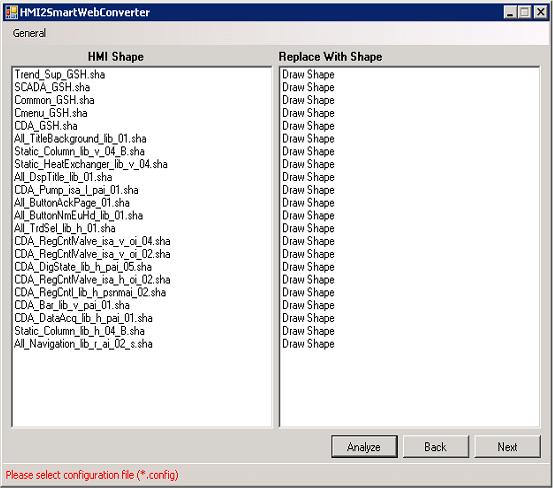 HMI2SmartWebConverter
General
HMI Shape Replace With Shape
Trend_Sup_GSH.sha Draw Shape
SCADA_GSH.sha Draw Shape
Common_GSH.sha Draw Shape
Cmenu_GSH.sha Draw Shape
CDA_GSH.sha Draw Shape
All_TitleBackground_lib_01.sha Draw Shape
Static_Column_lib_v_04_B.sha Draw Shape
Static_HeatExchanger_lib_v_04.sha Draw Shape
All_DspTitle_lib_01.sha Draw Shape
CDA_Pump_isa_l_pai_01.sha Draw Shape
All_ButtonAckPage_01.sha Draw Shape
All_ButtonNmEuHd_lib_01.sha Draw Shape
All_TrdSel_lib_h_01.sha Draw Shape
CDA_RegCntlValve_isa_v_oi_04.sha Draw Shape
CDA_RegCntlValve_isa_v_oi_02.sha Draw Shape
CDA_DigState_lib_h_pai_05.sha Draw Shape
CDA_RegCntlValve_isa_h_oi_02.sha Draw Shape
CDA_RegCntl_lib_h_psnmai_02.sha Draw Shape
CDA_Bar_lib_v_pai_01.sha Draw Shape
CDA_DataAcq_lib_h_pai_01.sha Draw Shape
Static_Column_lib_h_04_B.sha Draw Shape
All_Navigation_lib_r_ai_02_s.sha Draw Shape
Analyze Back Next
Please select configuration file (*.config)